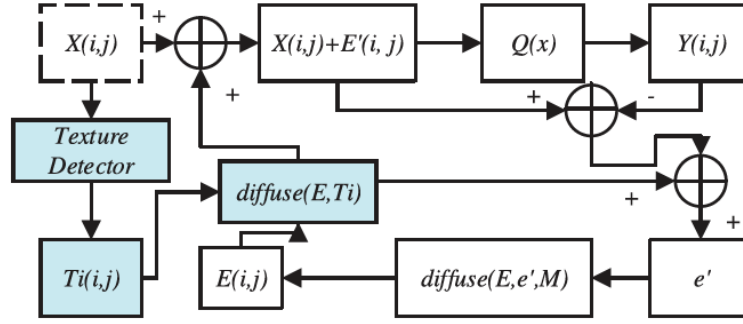 X(i,j)
+
X(i,j)+E'(i, j)
Q(x)
Y(i,j)
+
+
-
Texture
Detector
diffuse(E,Ti)
+
+
Ti(i,j)
E(i,j)
diffuse(E,e',M)
e'